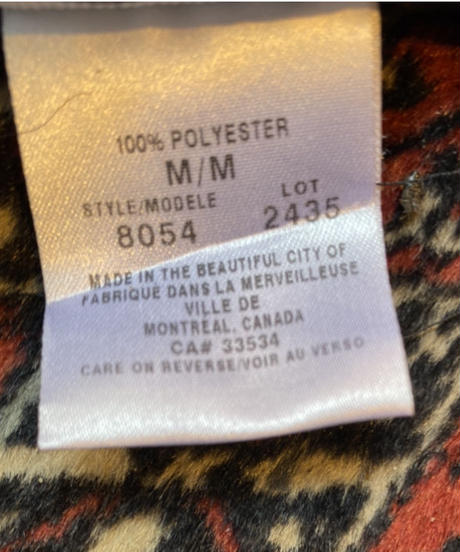 100% POLYESTER
M/M
STYLE/MODELE LOT
8054 2435
MADE IN THE BEAUTIFUL CITY OF
FABRIQUE DANS LA MERVEILLEUSE
VILLE DE
MONTREAL, CANADA
CA# 33534
CARE ON REVERSE/VOIR AU VERSO